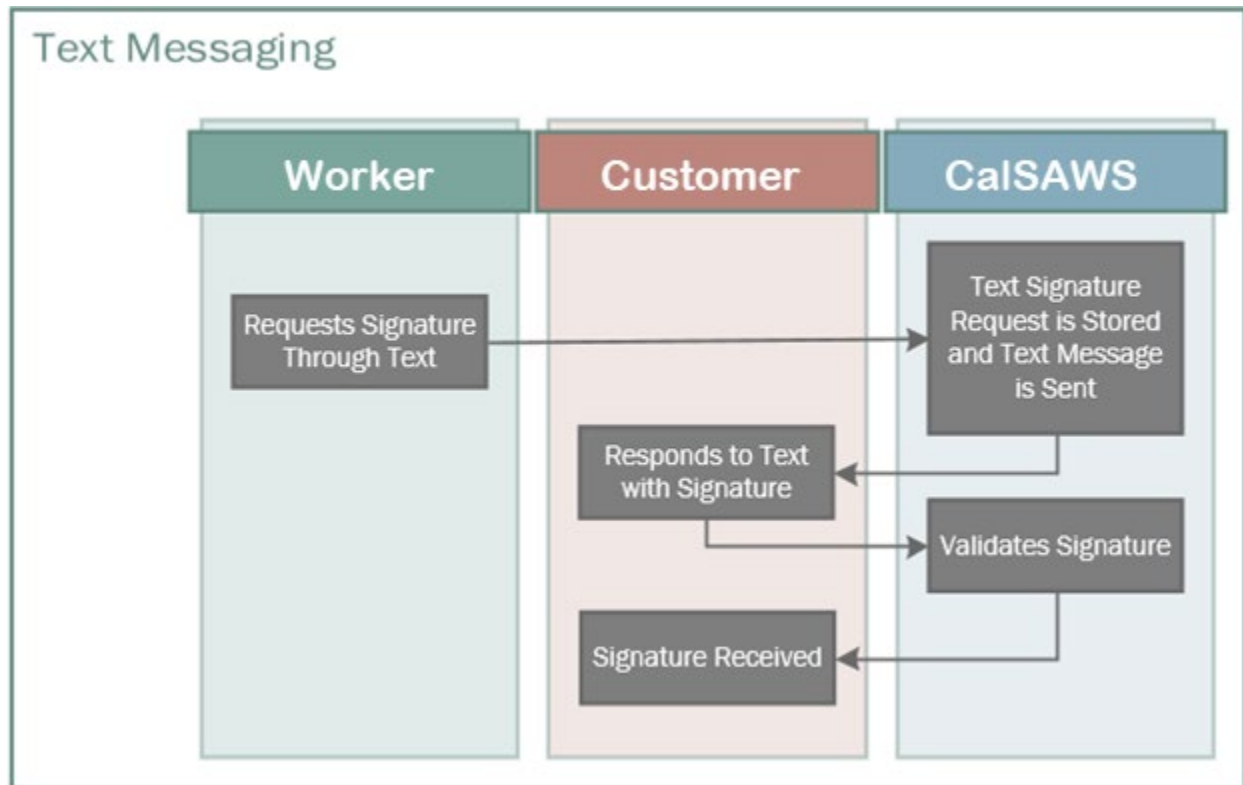 Text Messaging
Worker
Customer
CalSAWS
Requests Signature
Through Text
Text Signature
Request is Stored
and Text Message
is Sent
Responds to Text
with Signature
Validates Signature
Signature Received